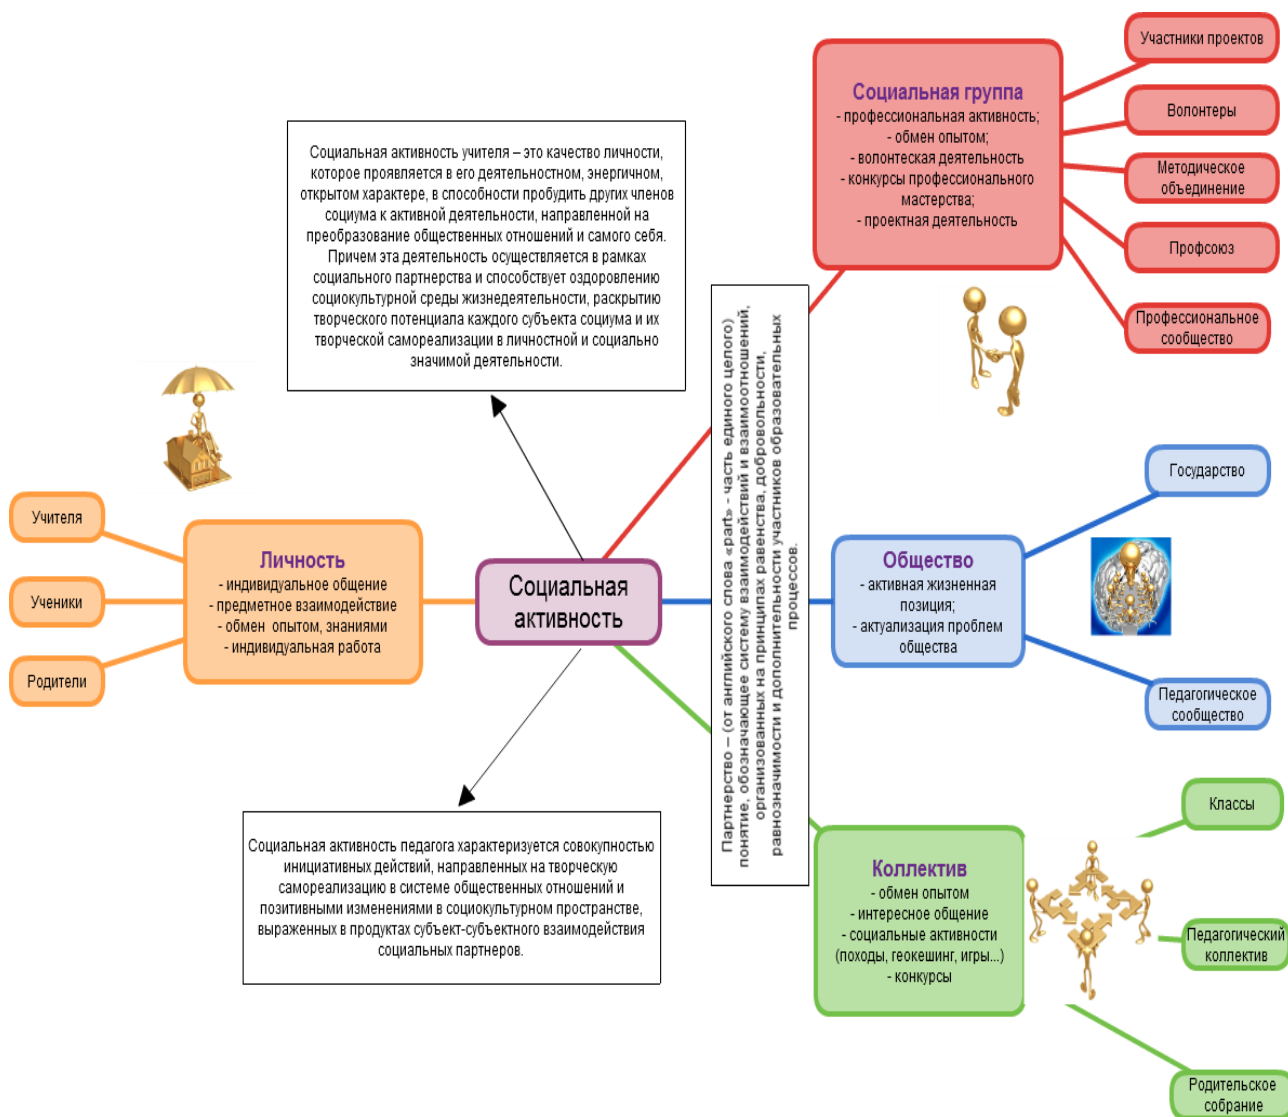 Социальная активность учителя – это качество личности,
которое проявляется в его деятельностном, энергичном,
открытом характере, в способности пробудить других членов
социума к активной деятельности, направленной на
преобразование общественных отношений и самого себя.
Причем эта деятельность осуществляется в рамках
социального партнерства и способствует оздоровлению
социокультурной среды жизнедеятельности, раскрытию
творческого потенциала каждого субъекта социума и их
творческой самореализации в личностной и социально
значимой деятельности.
Социальная группа
- профессиональная активность;
- обмен опытом;
- волонтеская деятельность
- конкурсы профессионального
мастерства;
- проектная деятельность
Участники проектов
Волонтеры
Методическое
объединение
Профсоюз
Профессиональное
сообщество
Учителя
Ученики
Родители
Личность
- индивидуальное общение
- предметное взаимодействие
- обмен опытом, знаниями
- индивидуальная работа
Социальная
активность
Партнерство – (от английского слова «part» - часть единого целого)
понятие, обозначающее систему взаимодействий и взаимоотношений,
организованных на принципах равенства, добровольности,
равнозначимости и дополнительности участников образовательных
процессов.
Общество
- активная жизненная
позиция;
- актуализация проблем
общества
Государство
Педагогическое
сообщество
Социальная активность педагога характеризуется совокупностью
инициативных действий, направленных на творческую
самореализацию в системе общественных отношений и
позитивными изменениями в социокультурном пространстве,
выраженных в продуктах субъект-субъектного взаимодействия
социальных партнеров.
Коллектив
- обмен опытом
- интересное общение
- социальные активности
(походы, геокешинг, игры...)
- конкурсы
Классы
Педагогический
коллектив
Родительское
собрание